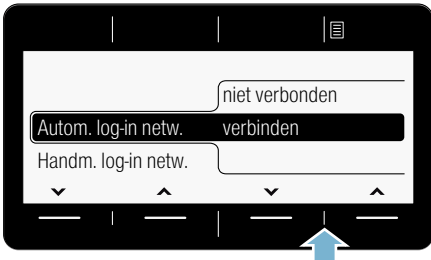 niet verbonden
Autom. log-in netw. verbinden
Handm. log-in netw.